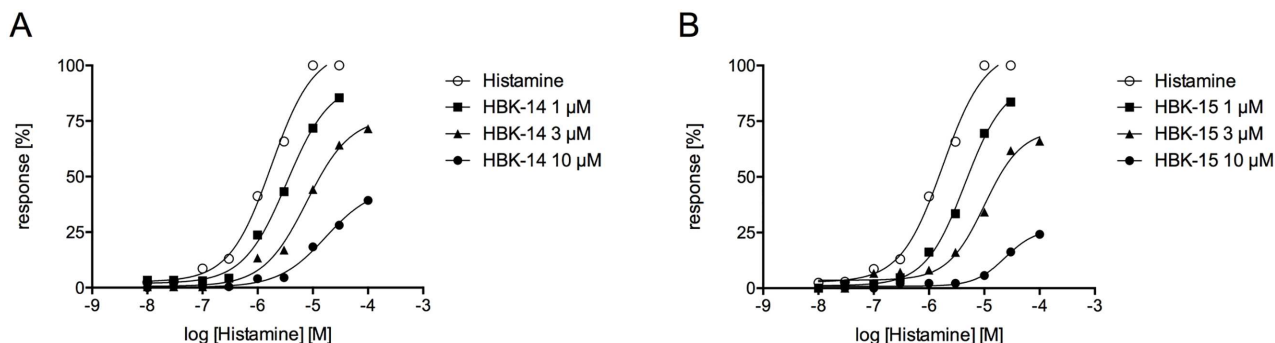 A
100
75
50
25
0
response [%]
-9 -8 -7 -6 -5 -4 -3
log [Histamine] [M]
Histamine
HBK-14 1 µM
HBK-14 3 µM
HBK-14 10 µM
B
100
75
50
25
0
response [%]
-9 -8 -7 -6 -5 -4 -3
log [Histamine] [M]
Histamine
HBK-15 1 µM
HBK-15 3 µM
HBK-15 10 µM